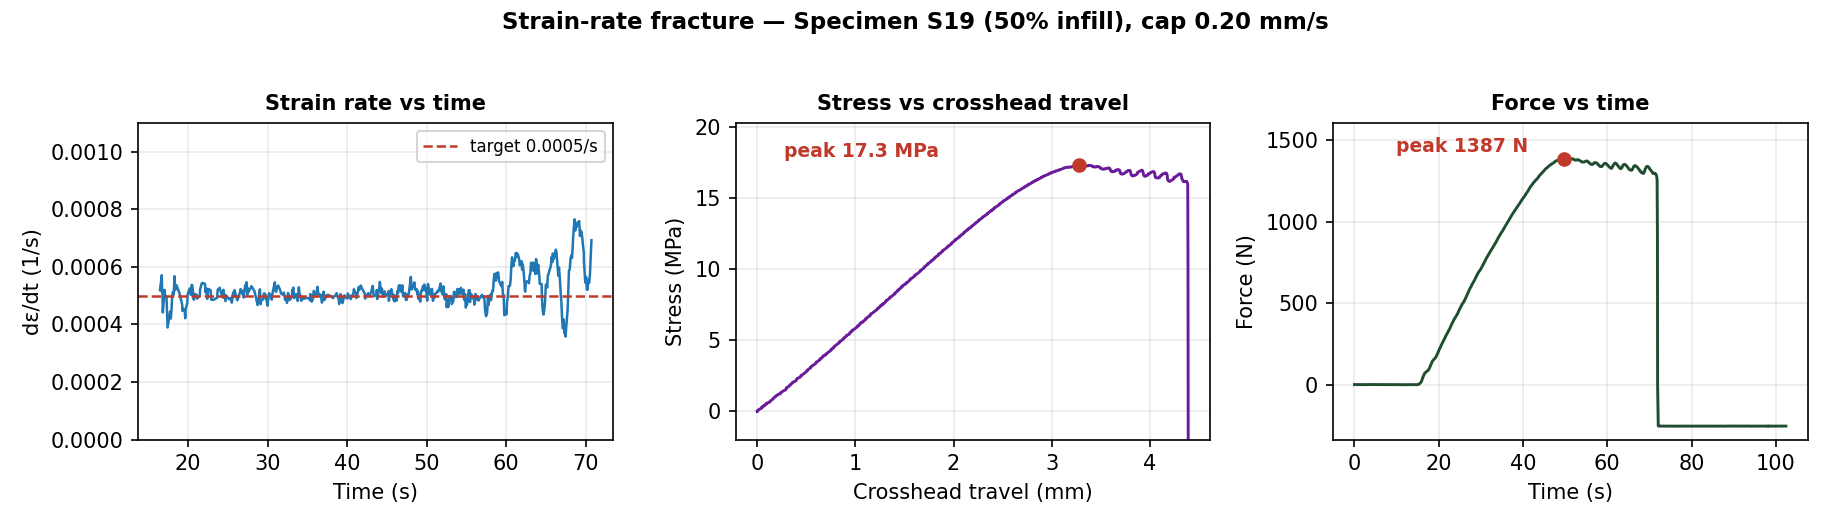 Strain-rate fracture — Specimen S19 (50% infill), cap 0.20 mm/s
Strain rate vs time
target 0.0005/s
0.0010
0.0008
0.0006
0.0004
0.0002
0.0000
dε/dt (1/s)
20 30 40 50 60 70
Time (s)
Stress vs crosshead travel
peak 17.3 MPa
20
15
10
5
0
Stress (MPa)
0 1 2 3 4
Crosshead travel (mm)
Force vs time
peak 1387 N
1500
1000
500
0
Force (N)
0 20 40 60 80 100
Time (s)